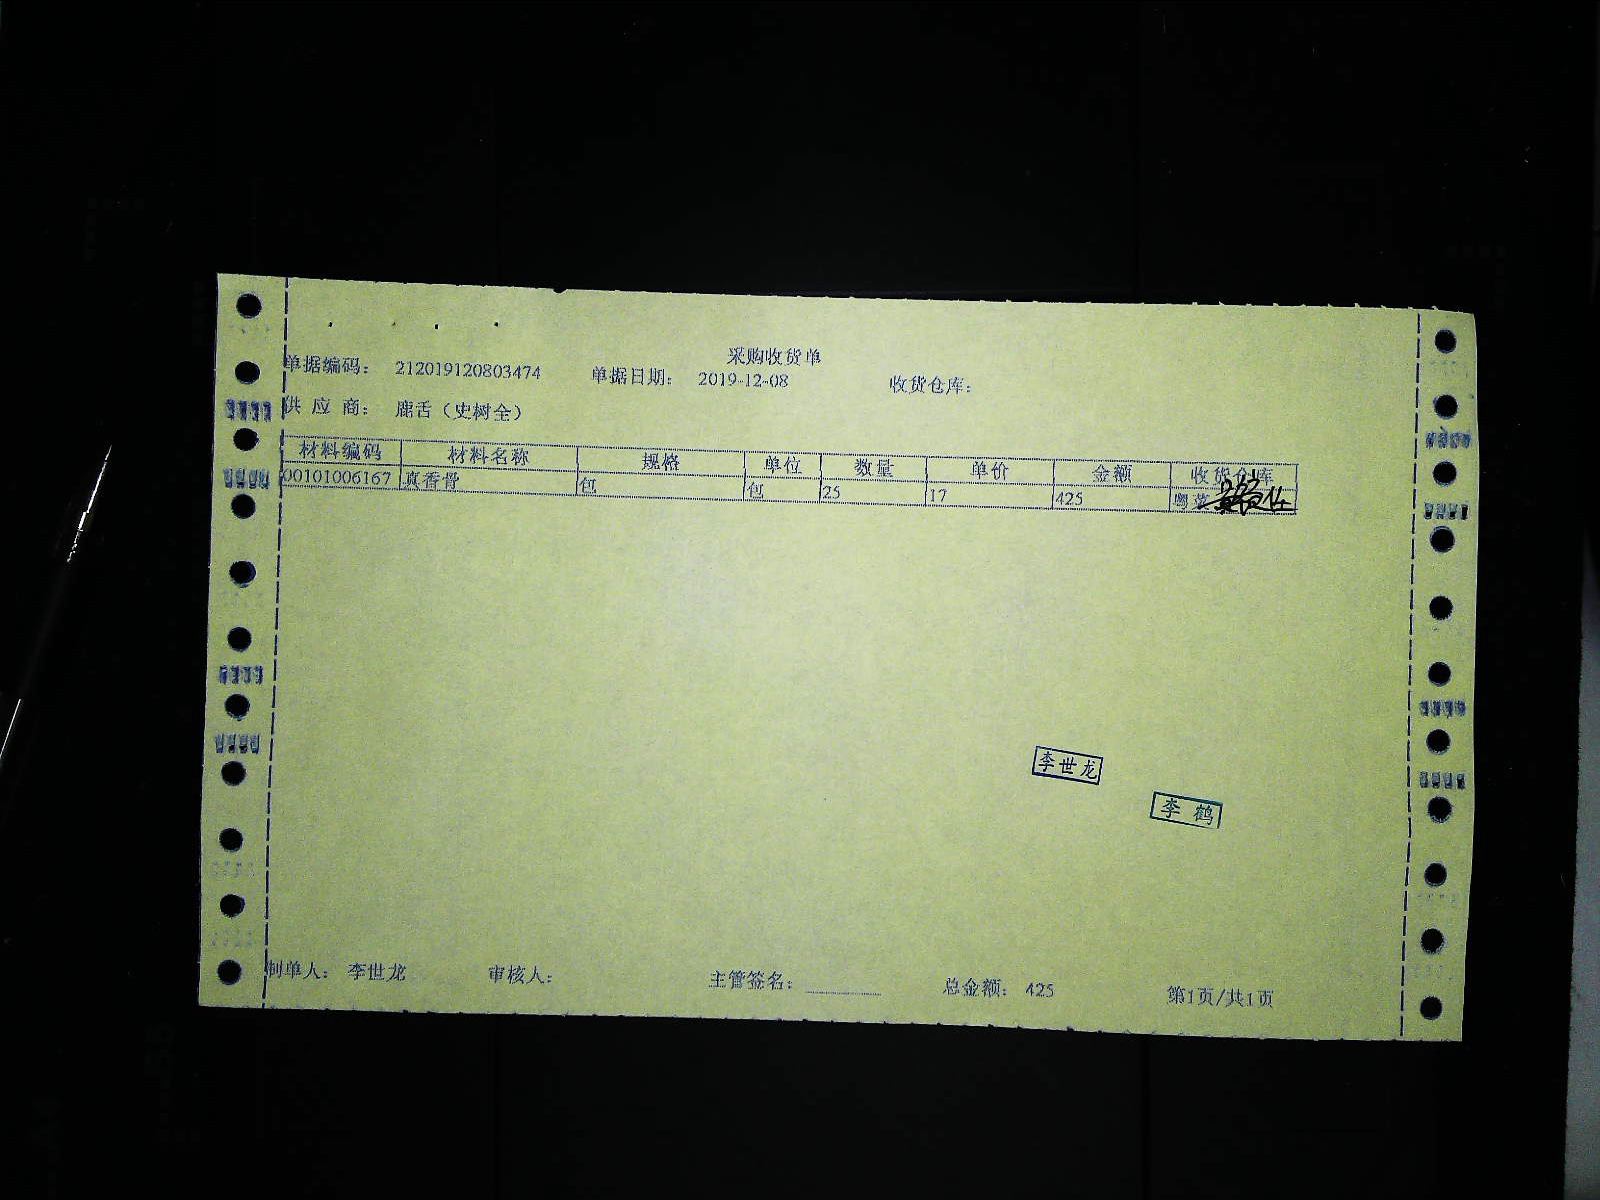 采购收货单
单据编码: 212019120803474 单据日期: 2019-12-08 收货仓库:
供应商: 鹿舌(史树全)
材料编码 材料名称 规格 单位 数量 单价 金额 收货仓库
00101006167 真香骨 包 包 25 17 425 粤菜
李世龙
李鹤
制单人: 李世龙 审核人: 主管签名: 总金额: 425 第1页/共1页